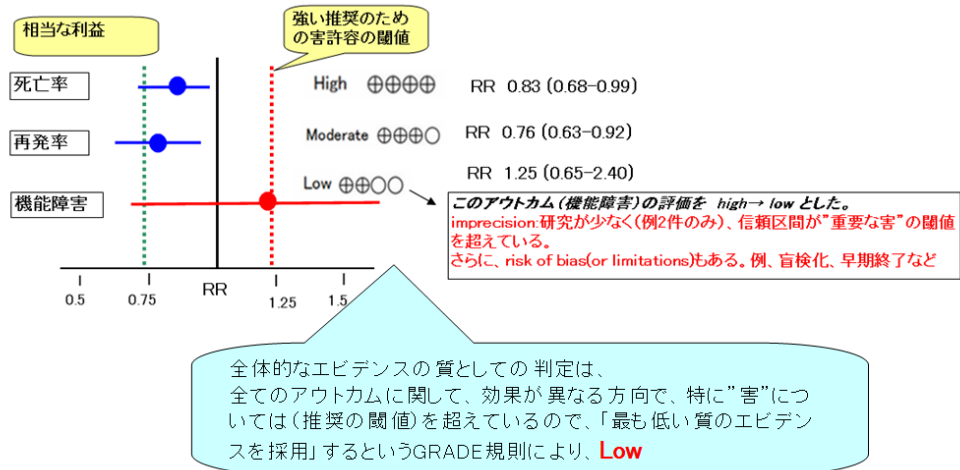 相当な利益
強い推奨のため
の害許容の閾値
死亡率
High ⊕⊕⊕⊕ RR 0.83 (0.68-0.99)
再発率
Moderate ⊕⊕⊕○ RR 0.76 (0.63-0.92)
RR 1.25 (0.65-2.40)
機能障害
Low ⊕⊕○○
このアウトカム(機能障害)の評価を high→ low とした。
imprecision:研究が少なく(例2件のみ)、信頼区間が"重要な害"の閾値
を超えている。
さらに、risk of bias(or limitations)もある。例、盲検化、早期終了など
0.5 0.75 RR 1.25 1.5
全体的なエビデンスの質としての判定は、
全てのアウトカムに関して、効果が異なる方向で、特に"害"につ
いては(推奨の閾値)を超えているので、「最も低い質のエビデン
スを採用」するというGRADE規則により、Low